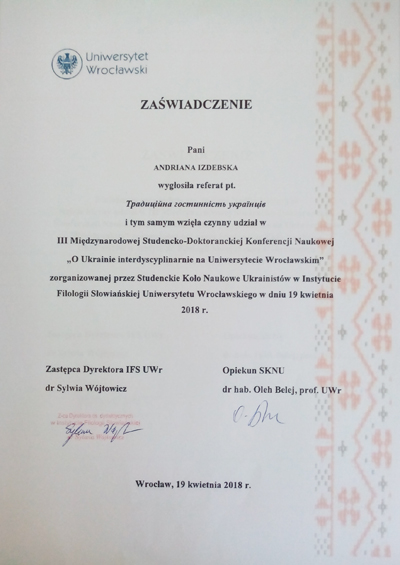 Uniwersytet
Wrocławski
ZAŚWIADCZENIE
Pani
ANDRIANA IZDEBSKA
wygłosiła referat pt.
Традиційна гостинність українців
i tym samym wzięła czynny udział w
III Międzynarodowej Studencko-Doktoranckiej Konferencji Naukowej
„O Ukrainie interdyscyplinarnie na Uniwersytecie Wrocławskim"
zorganizowanej przez Studenckie Koło Naukowe Ukrainistów w Instytucie
Filologii Słowiańskiej Uniwersytetu Wrocławskiego w dniu 19 kwietnia
2018 r.
Zastępca Dyrektora IFS UWr
dr Sylwia Wójtowicz
Opiekun SKNU
dr hab. Oleh Belej, prof. UWr
Wrocław, 19 kwietnia 2018 r.